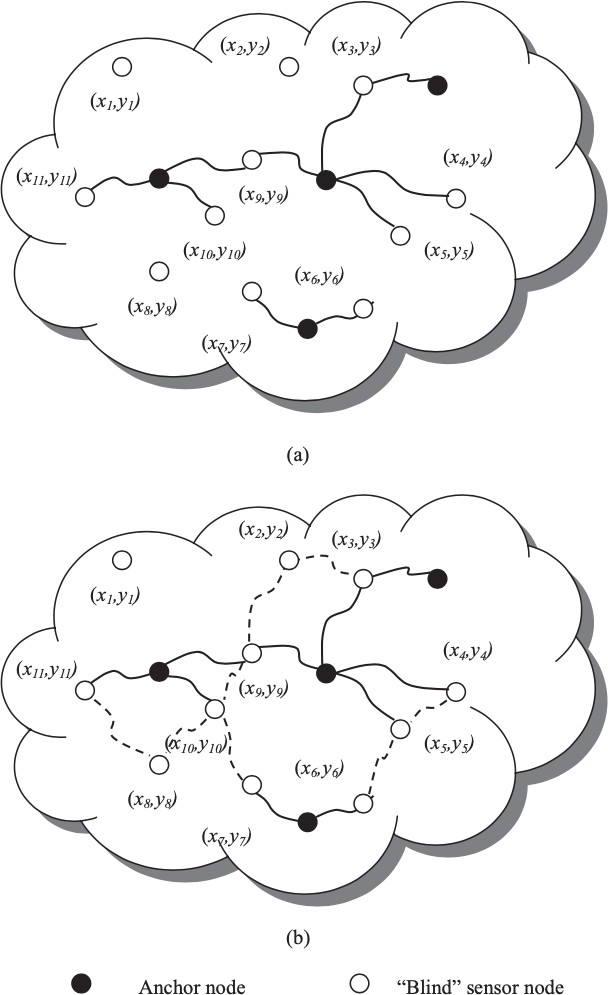 (x2,y2) (x3,y3)
(x1,y1)
(x4,y4)
(x11,y11)
(x9,y9)
(x10,y10) (x5,y5)
(x6,y6)
(x8,y8)
(x7,y7)
(a)
(x2,y2) (x3,y3)
(x1,y1)
(x4,y4)
(x11,y11)
(x9,y9)
(x10,y10) (x5,y5)
(x6,y6)
(x8,y8)
(x7,y7)
(b)
Anchor node “Blind” sensor node